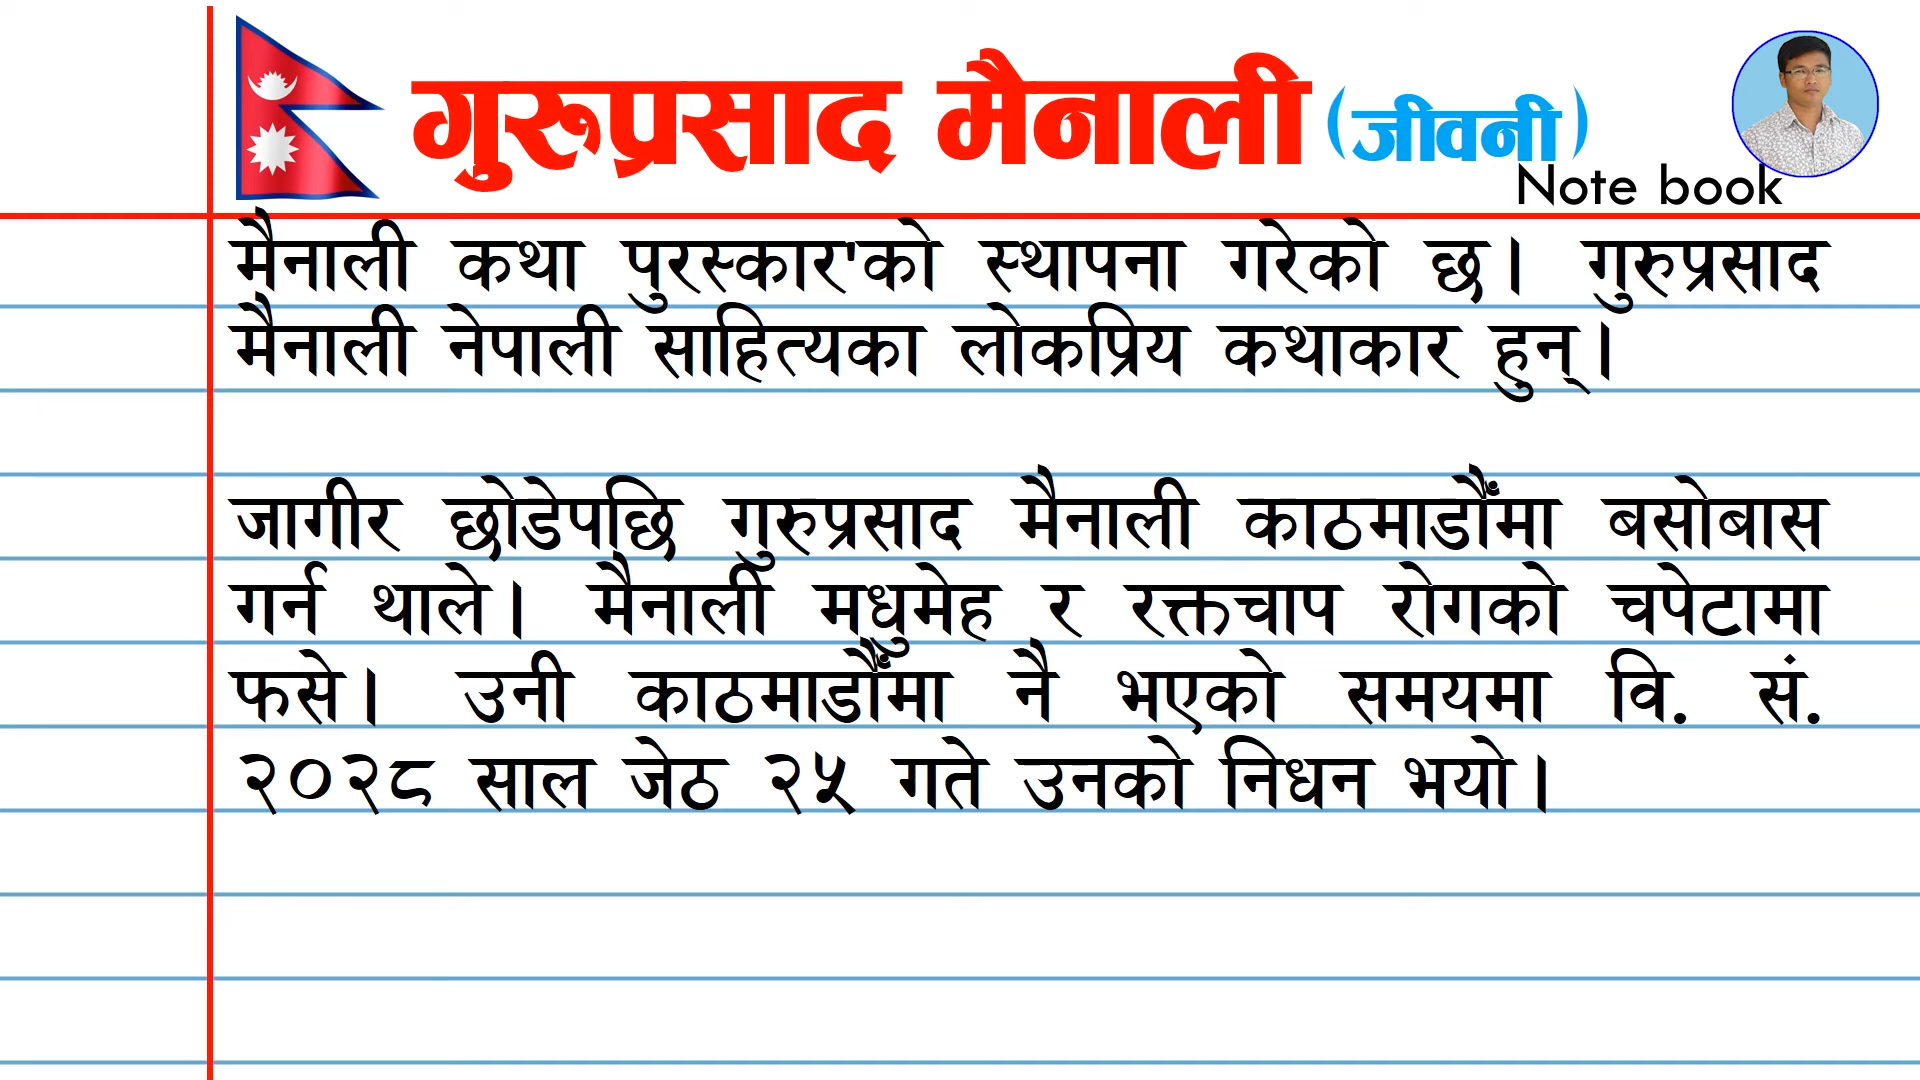 गुरुप्रसाद मैनाली (जीवनी)
Note book
मैनाली कथा पुरस्कार'को स्थापना गरेको छ। गुरुप्रसाद
मैनाली नेपाली साहित्यका लोकप्रिय कथाकार हुन्।
जागीर छोडेपछि गुरुप्रसाद मैनाली काठमाडौँमा बसोबास
गर्न थाले। मैनाली मधुमेह र रक्तचाप रोगको चपेटामा
फसे। उनी काठमाडौँमा नै भएको समयमा वि. सं.
२०२८ साल जेठ २५ गते उनको निधन भयो।